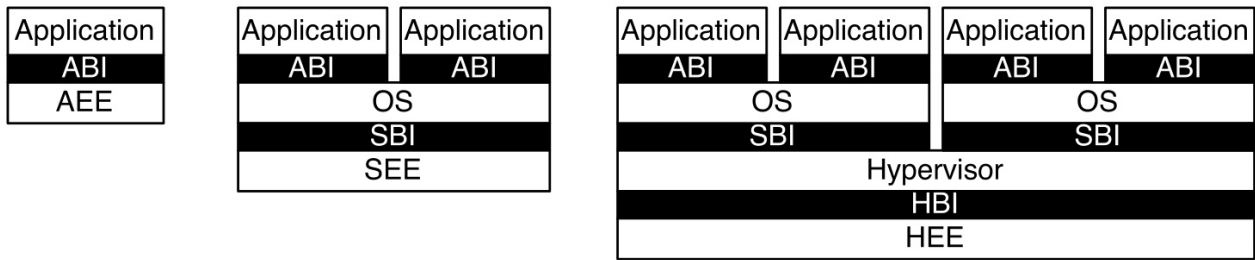 Application
ABI
AEE
Application Application
ABI ABI
OS
SBI
SEE
Application Application Application Application
ABI ABI ABI ABI
OS OS
SBI SBI
Hypervisor
HBI
HEE